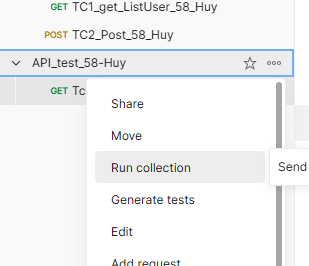 GET TC1_get_ListUser_58_Huy
POST TC2_Post_58_Huy
API_test_58-Huy
GET Tc
Share
Move
Run collection
Send
Generate tests
Edit
Add request